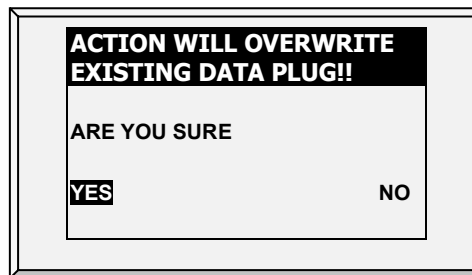 ACTION WILL OVERWRITE
EXISTING DATA PLUG!!
ARE YOU SURE
YES NO